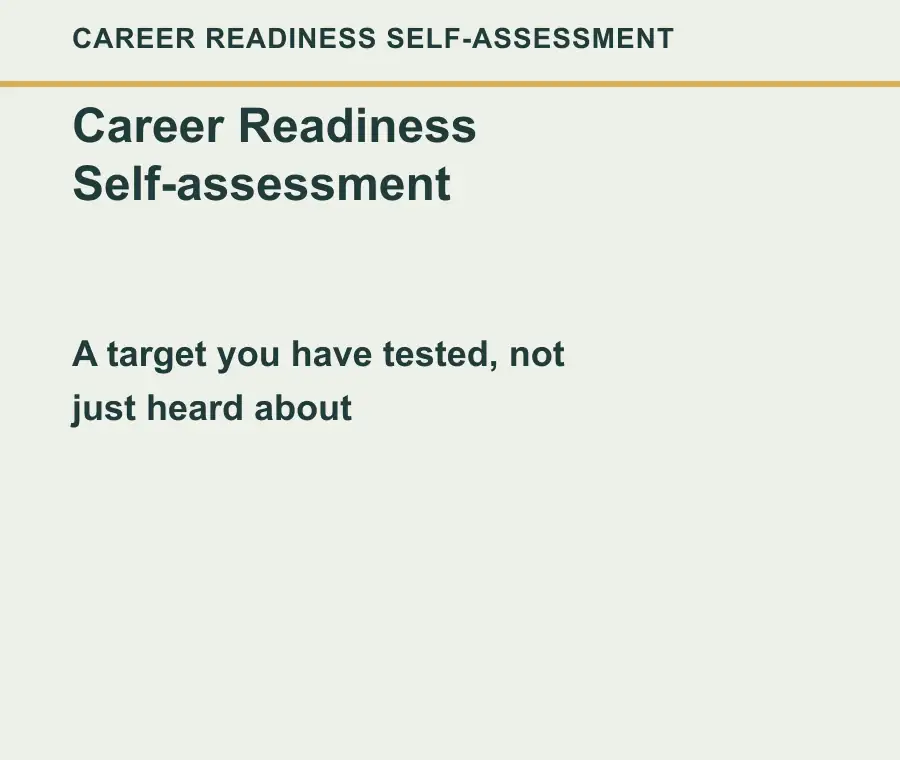 CAREER READINESS SELF-ASSESSMENT
Career Readiness
Self-assessment
A target you have tested, not
just heard about